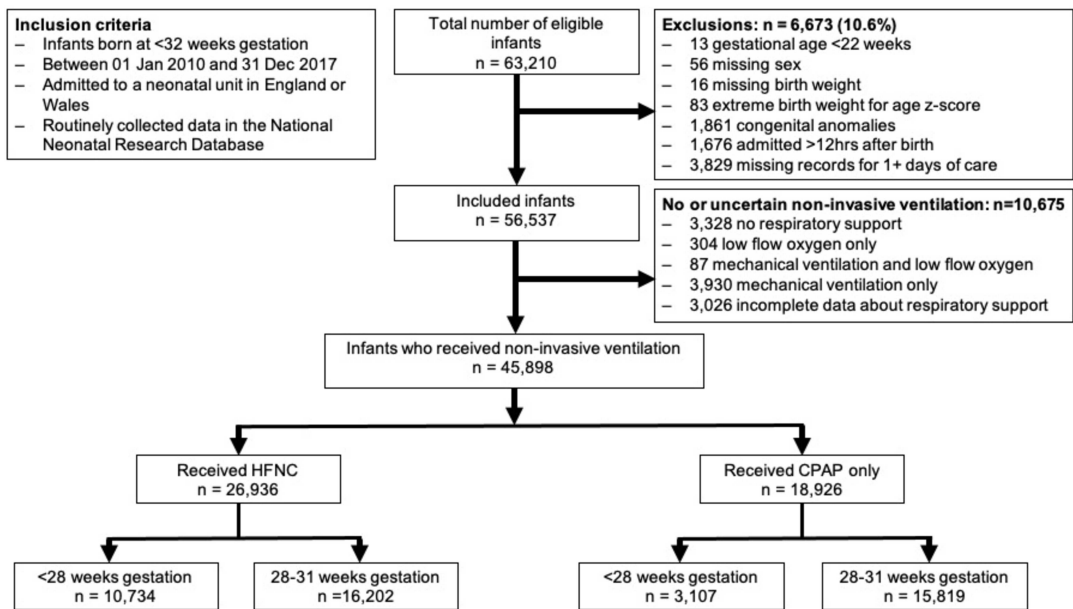 Inclusion criteria
– Infants born at <32 weeks gestation
– Between 01 Jan 2010 and 31 Dec 2017
– Admitted to a neonatal unit in England or
Wales
– Routinely collected data in the National
Neonatal Research Database
Total number of eligible
infants
n = 63,210
Exclusions: n = 6,673 (10.6%)
– 13 gestational age <22 weeks
– 56 missing sex
– 16 missing birth weight
– 83 extreme birth weight for age z-score
– 1,861 congenital anomalies
– 1,676 admitted >12hrs after birth
– 3,829 missing records for 1+ days of care
Included infants
n = 56,537
No or uncertain non-invasive ventilation: n=10,675
– 3,328 no respiratory support
– 304 low flow oxygen only
– 87 mechanical ventilation and low flow oxygen
– 3,930 mechanical ventilation only
– 3,026 incomplete data about respiratory support
Infants who received non-invasive ventilation
n = 45,898
Received HFNC
n = 26,936
Received CPAP only
n = 18,926
<28 weeks gestation
n = 10,734
28-31 weeks gestation
n =16,202
<28 weeks gestation
n = 3,107
28-31 weeks gestation
n = 15,819